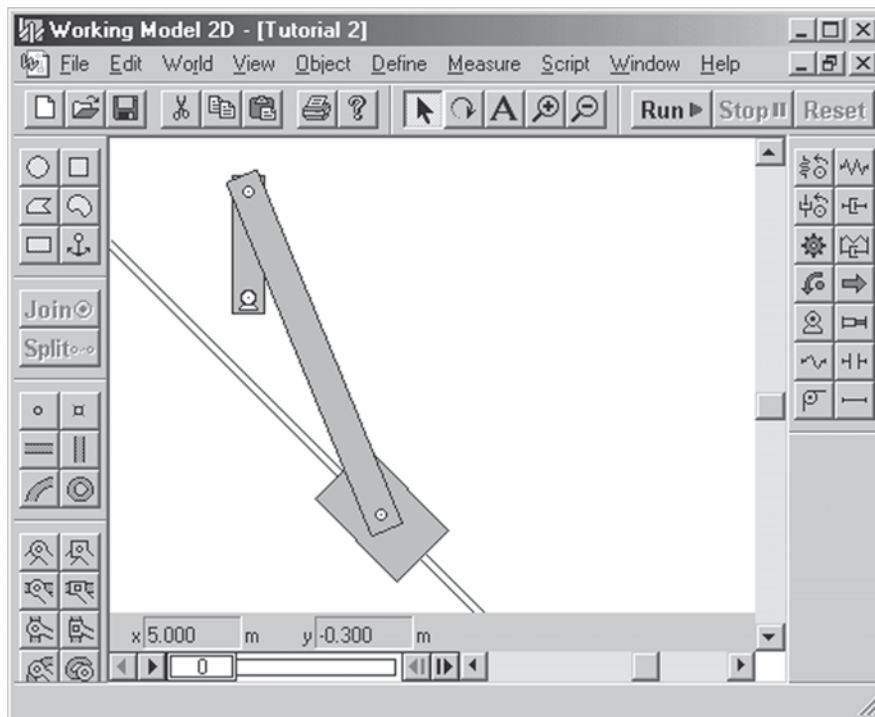 Working Model 2D - [Tutorial 2]
File Edit World View Object Define Measure Script Window Help
A ? Run Stop Reset
Join
Split
x 5.000 m y -0.300 m
0